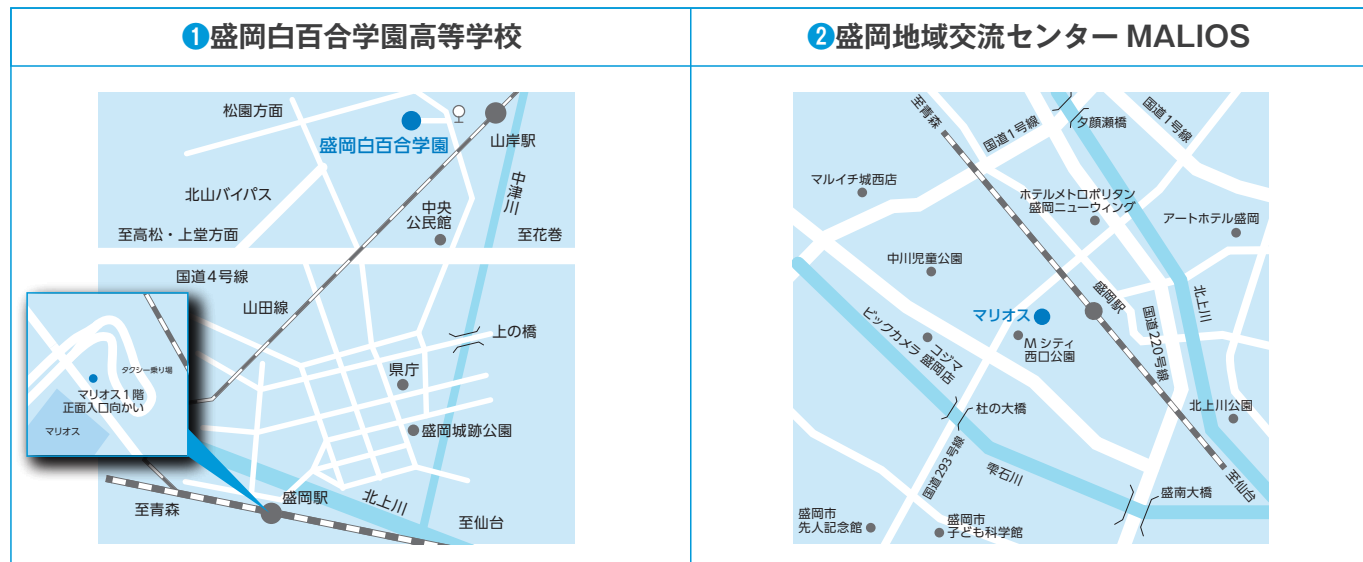 ❶盛岡白百合学園高等学校
松園方面
盛岡白百合学園
山岸駅
北山バイパス
中津川
中央
公民館
至高松・上堂方面
至花巻
国道4号線
山田線
上の橋
タクシー乗り場
県庁
マリオス1階
正面入口向かい
マリオス
盛岡城跡公園
盛岡駅
北上川
至青森
至仙台
❷盛岡地域交流センター MALIOS
至青森
国道1号線
夕顔瀬橋
国道1号線
マルイチ城西店
ホテルメトロポリタン
盛岡ニューウィング
アートホテル盛岡
中川児童公園
盛岡駅
北上川
マリオス
国道220号線
Mシティ
西口公園
ビックカメラ 盛岡店
コジマ
杜の大橋
北上川公園
国道293号線
雫石川
至仙台
盛南大橋
盛岡市
先人記念館
盛岡市
子ども科学館